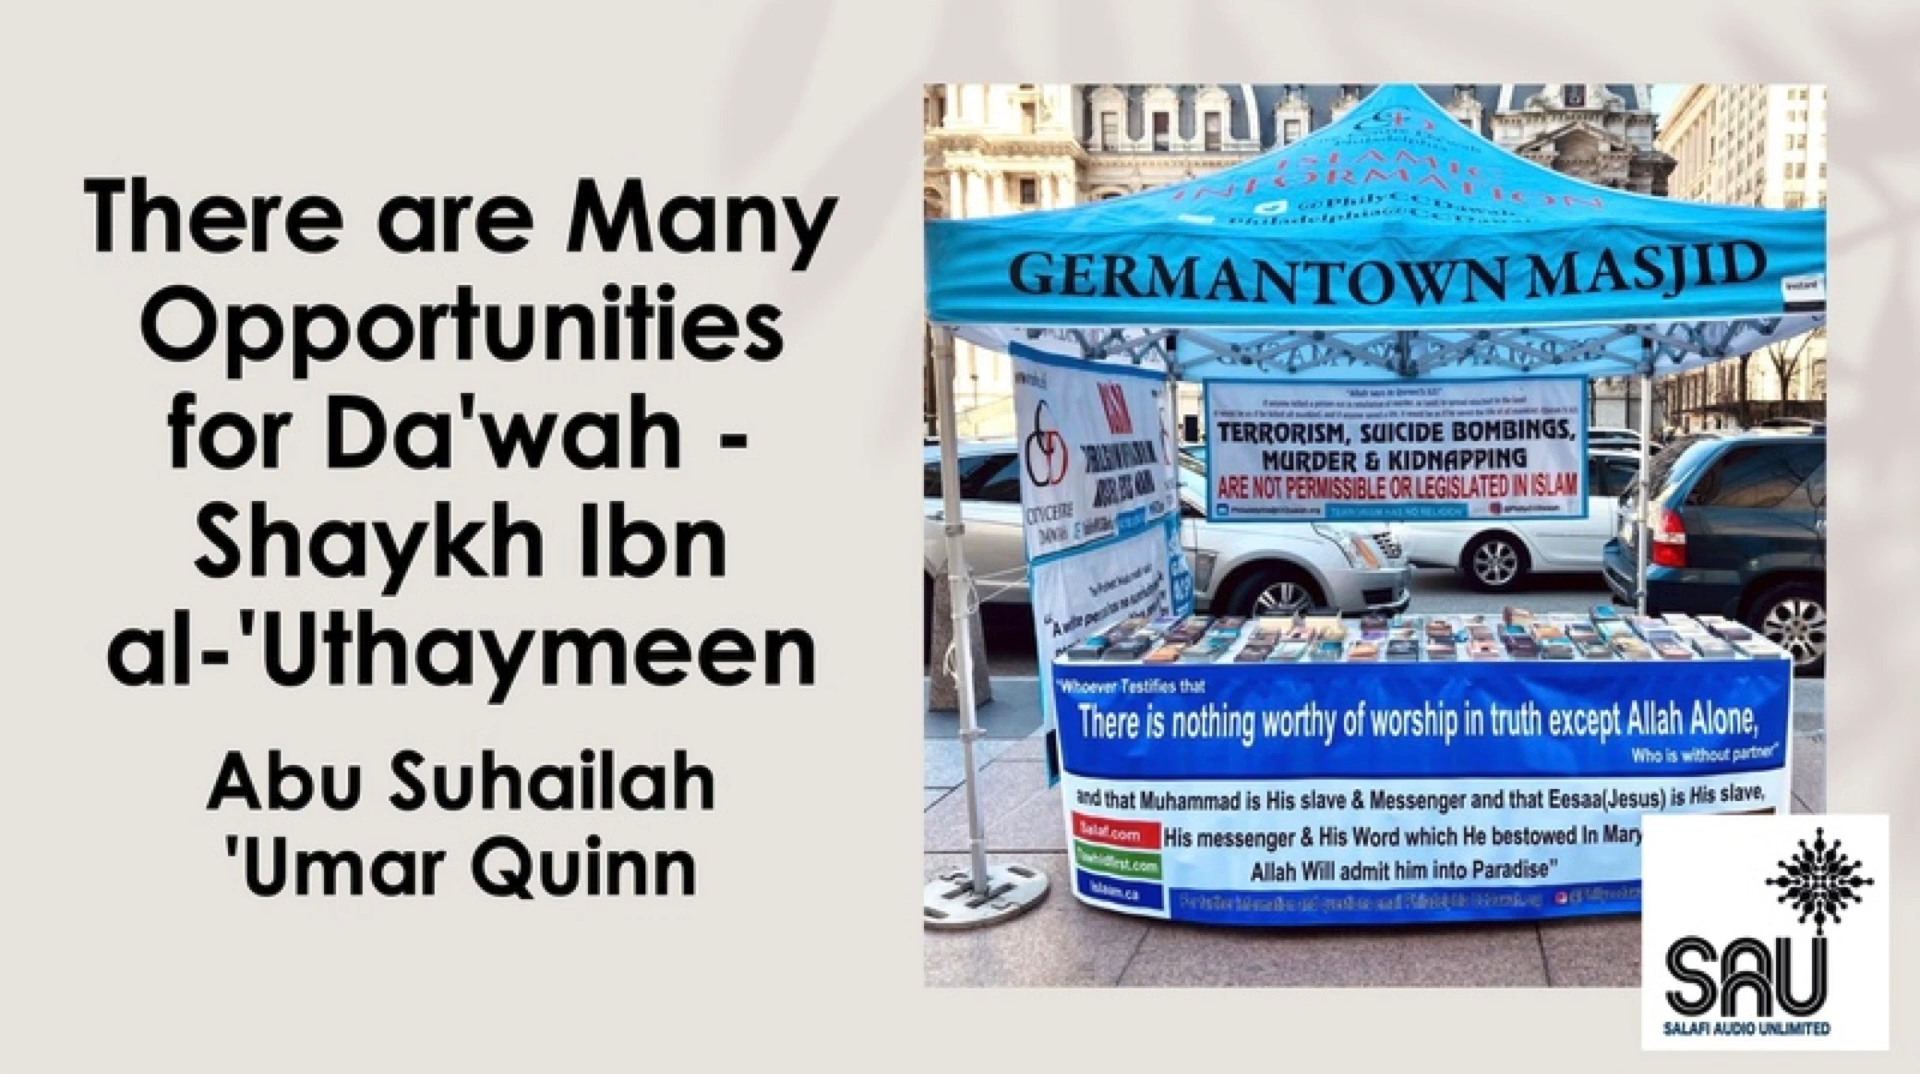 There are Many
Opportunities
for Da'wah -
Shaykh Ibn
al-'Uthaymeen
Abu Suhailah
'Umar Quinn
ISLAMIC
INFORMATION
GERMANTOWN MASJID
TERRORISM, SUICIDE BOMBINGS,
MURDER & KIDNAPPING
ARE NOT PERMISSIBLE OR LEGISLATED IN ISLAM
TERRORISM HAS NO RELIGION
"Whoever Testifies that
There is nothing worthy of worship in truth except Allah Alone,
Who is without partner"
and that Muhammad is His slave & Messenger and that Eesaa(Jesus) is His slave,
Salaf.com
His messenger & His Word which He bestowed In Mary
Allah Will admit him into Paradise"
SAU
SALAFI AUDIO UNLIMITED